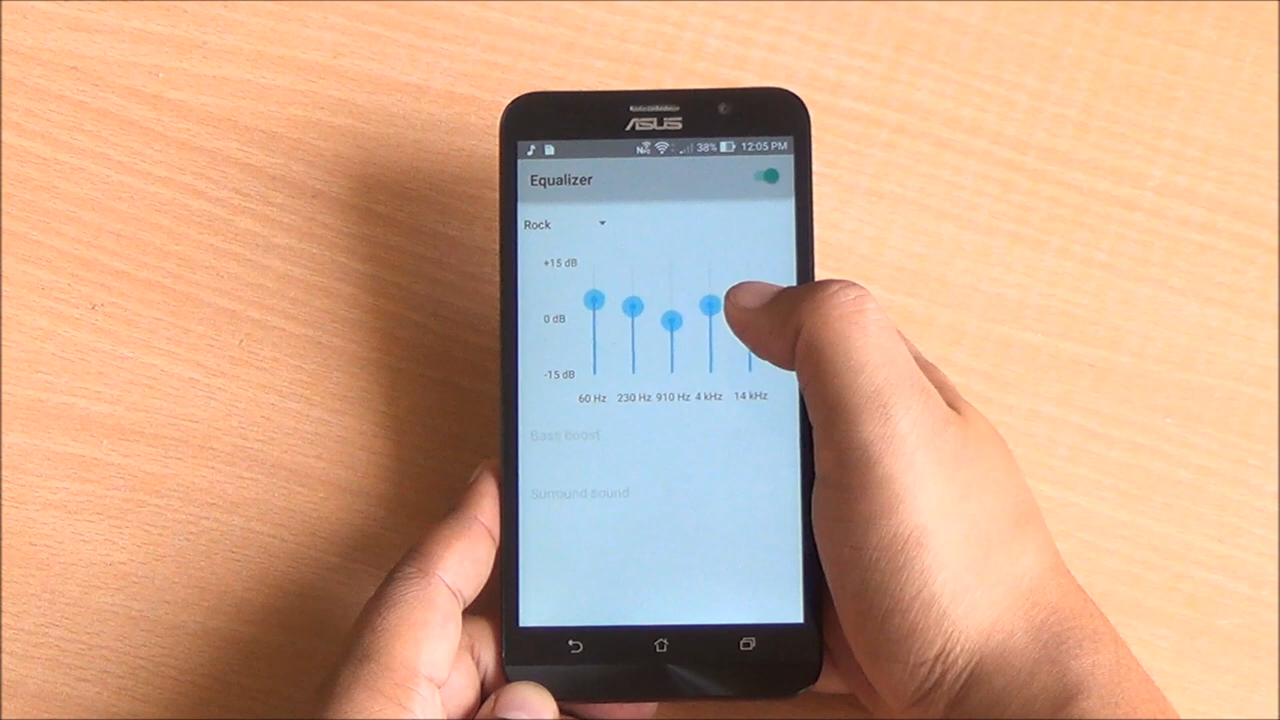 ASUS
38% 12:05 PM
Equalizer
Rock
+15 dB
0 dB
-15 dB
60 Hz 230 Hz 910 Hz 4 kHz 14 kHz
Bass boost
Surround sound